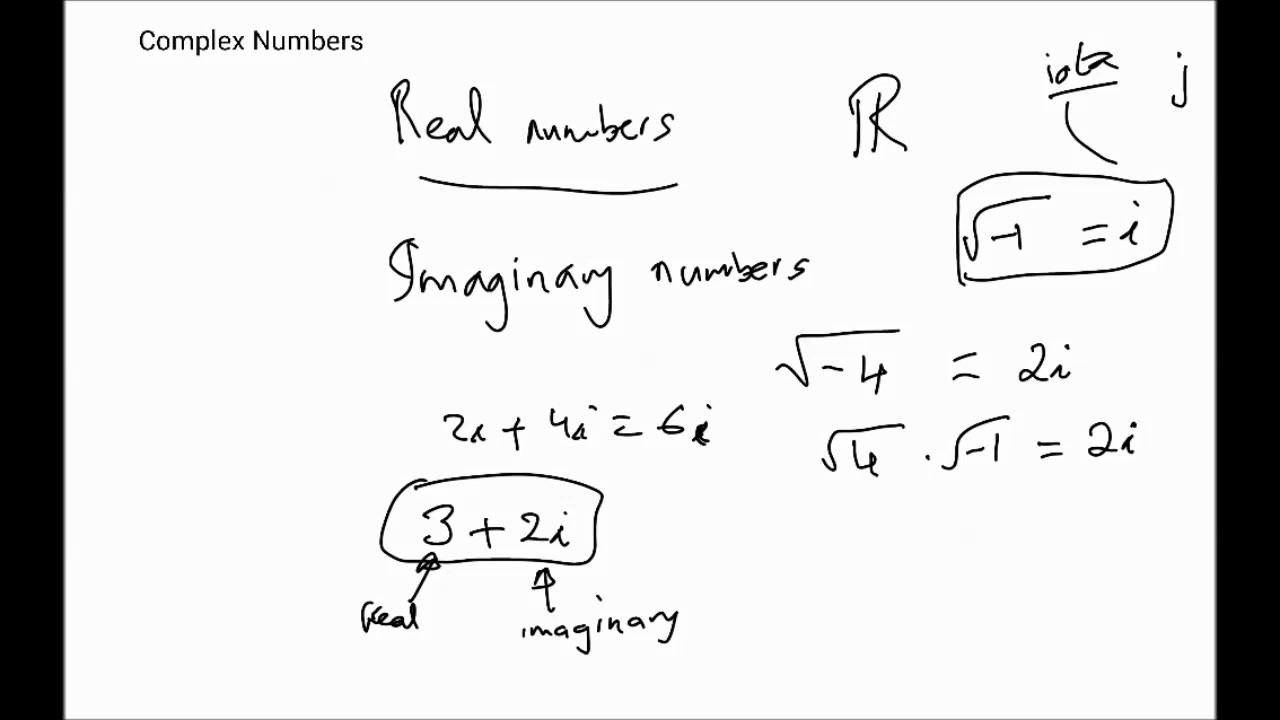 Complex Numbers
iota j
Real numbers ℝ
√-1 = i
Imaginary numbers
√-4 = 2i
2i + 4i = 6i
√4 . √-1 = 2i
3 + 2i
real imaginary